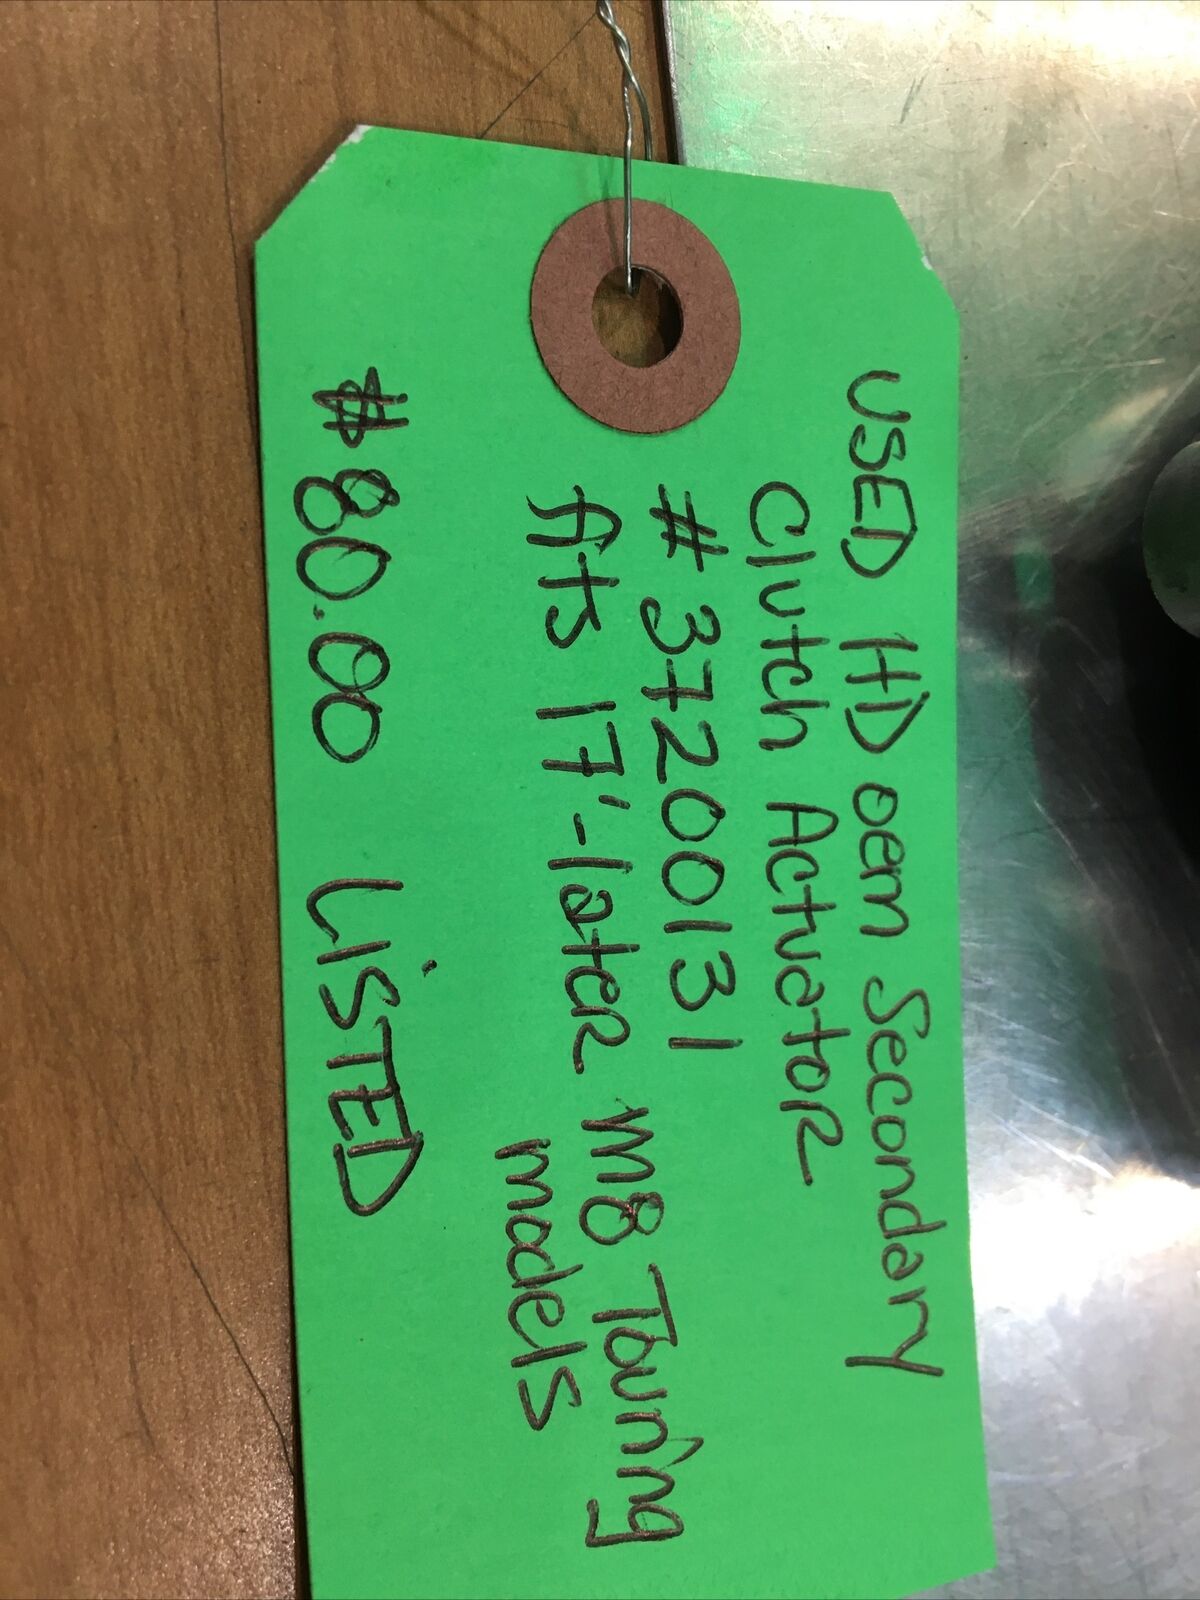 USED HD oem Secondary
Clutch Actuator
# 37200131
fits 17'-later m8 Touring
models
$80.00 LiSTED